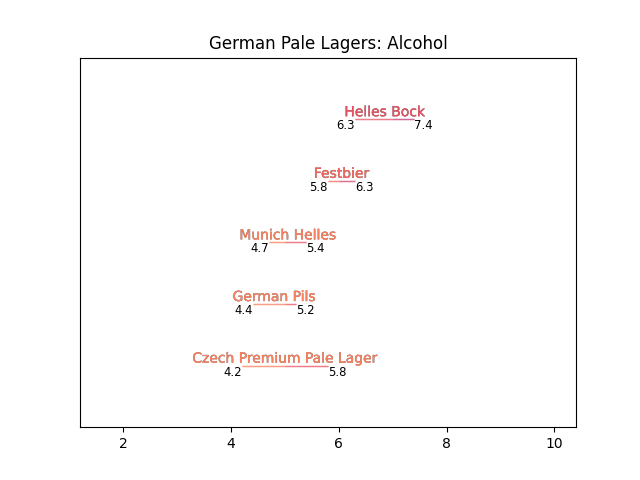 German Pale Lagers: Alcohol
Helles Bock
6.3 7.4
Festbier
5.8 6.3
Munich Helles
4.7 5.4
German Pils
4.4 5.2
Czech Premium Pale Lager
4.2 5.8
2 4 6 8 10